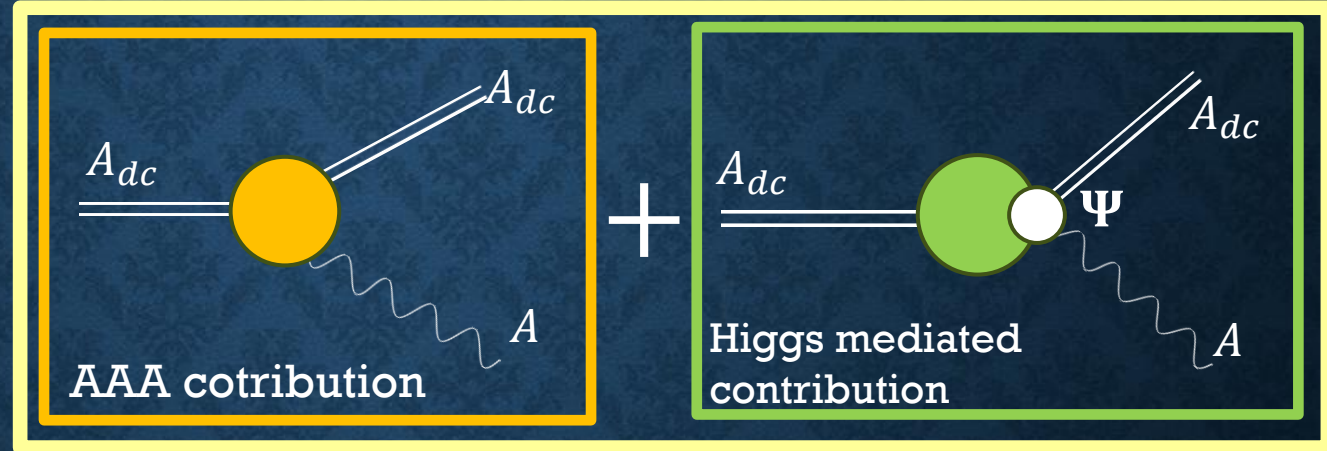 A_{dc}
A_{dc}
A
AAA cotribution
+
A_{dc}
A_{dc}
Ψ
A
Higgs mediated
contribution